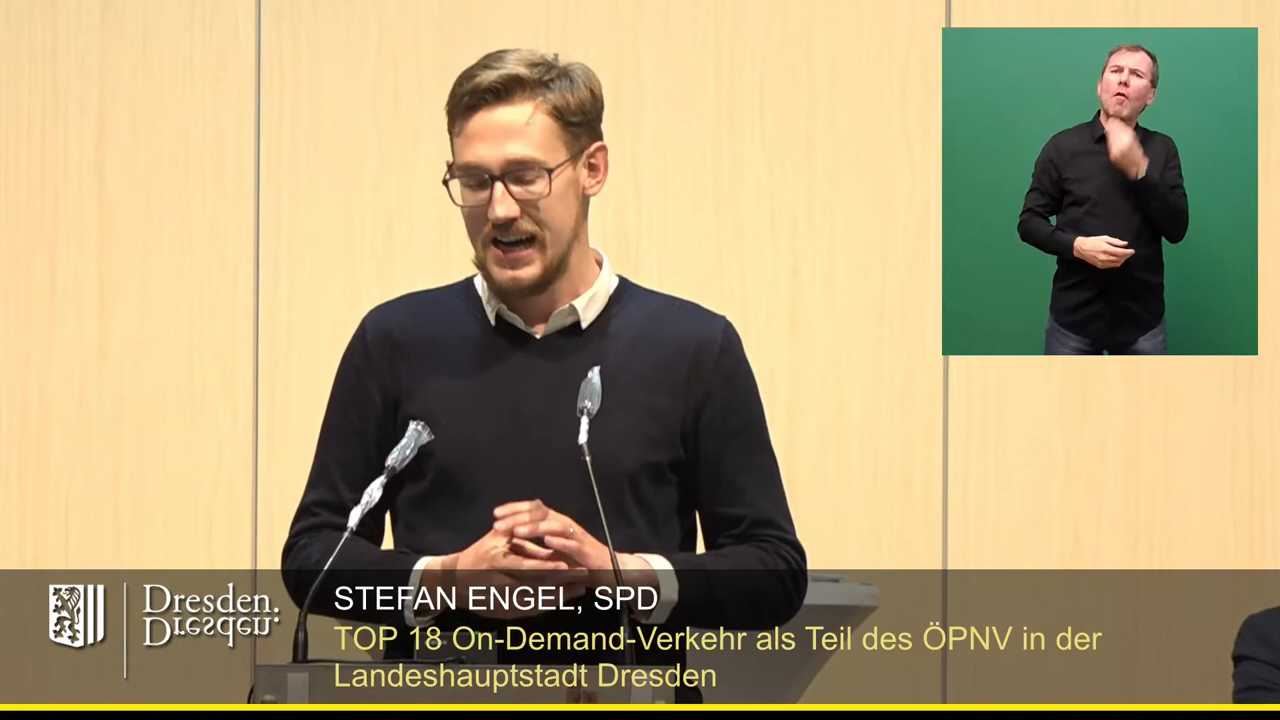 Dresden.
Dresden.
STEFAN ENGEL, SPD
TOP 18 On-Demand-Verkehr als Teil des ÖPNV in der
Landeshauptstadt Dresden